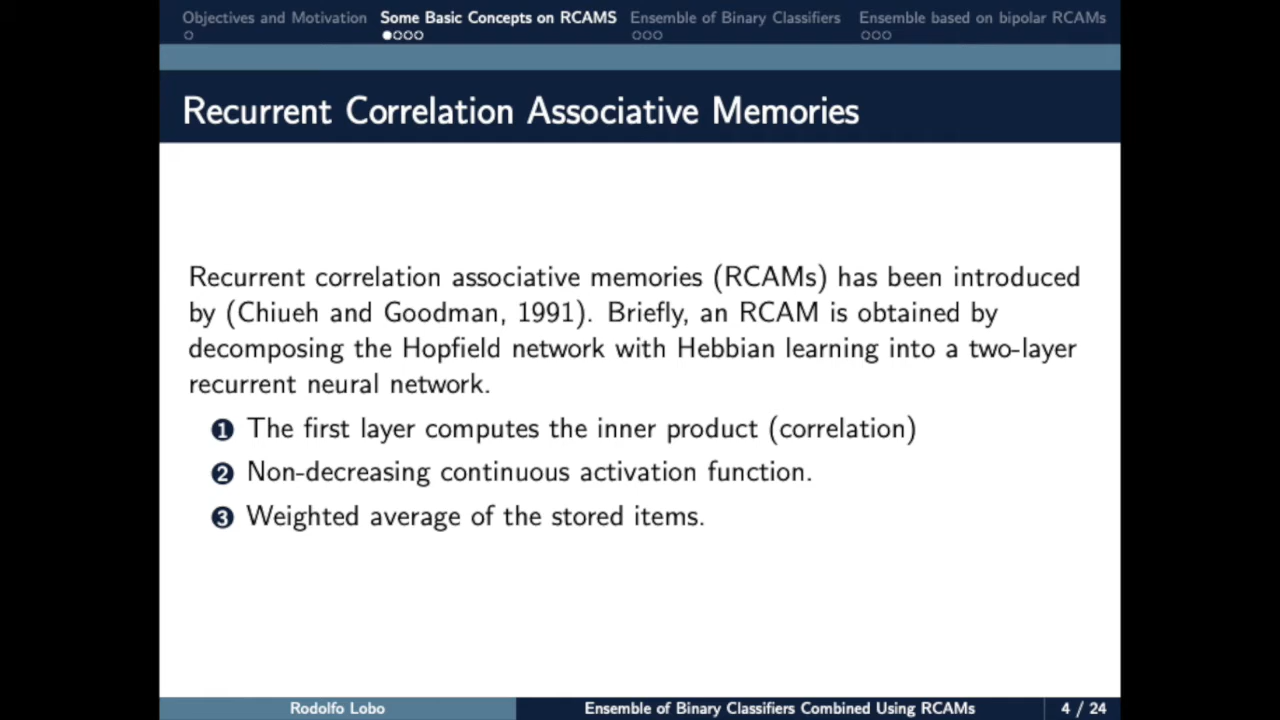 Objectives and Motivation Some Basic Concepts on RCAMS Ensemble of Binary Classifiers Ensemble based on bipolar RCAMs
Recurrent Correlation Associative Memories
Recurrent correlation associative memories (RCAMs) has been introduced
by (Chiueh and Goodman, 1991). Briefly, an RCAM is obtained by
decomposing the Hopfield network with Hebbian learning into a two-layer
recurrent neural network.
1 The first layer computes the inner product (correlation)
2 Non-decreasing continuous activation function.
3 Weighted average of the stored items.
Rodolfo Lobo Ensemble of Binary Classifiers Combined Using RCAMs 4 / 24